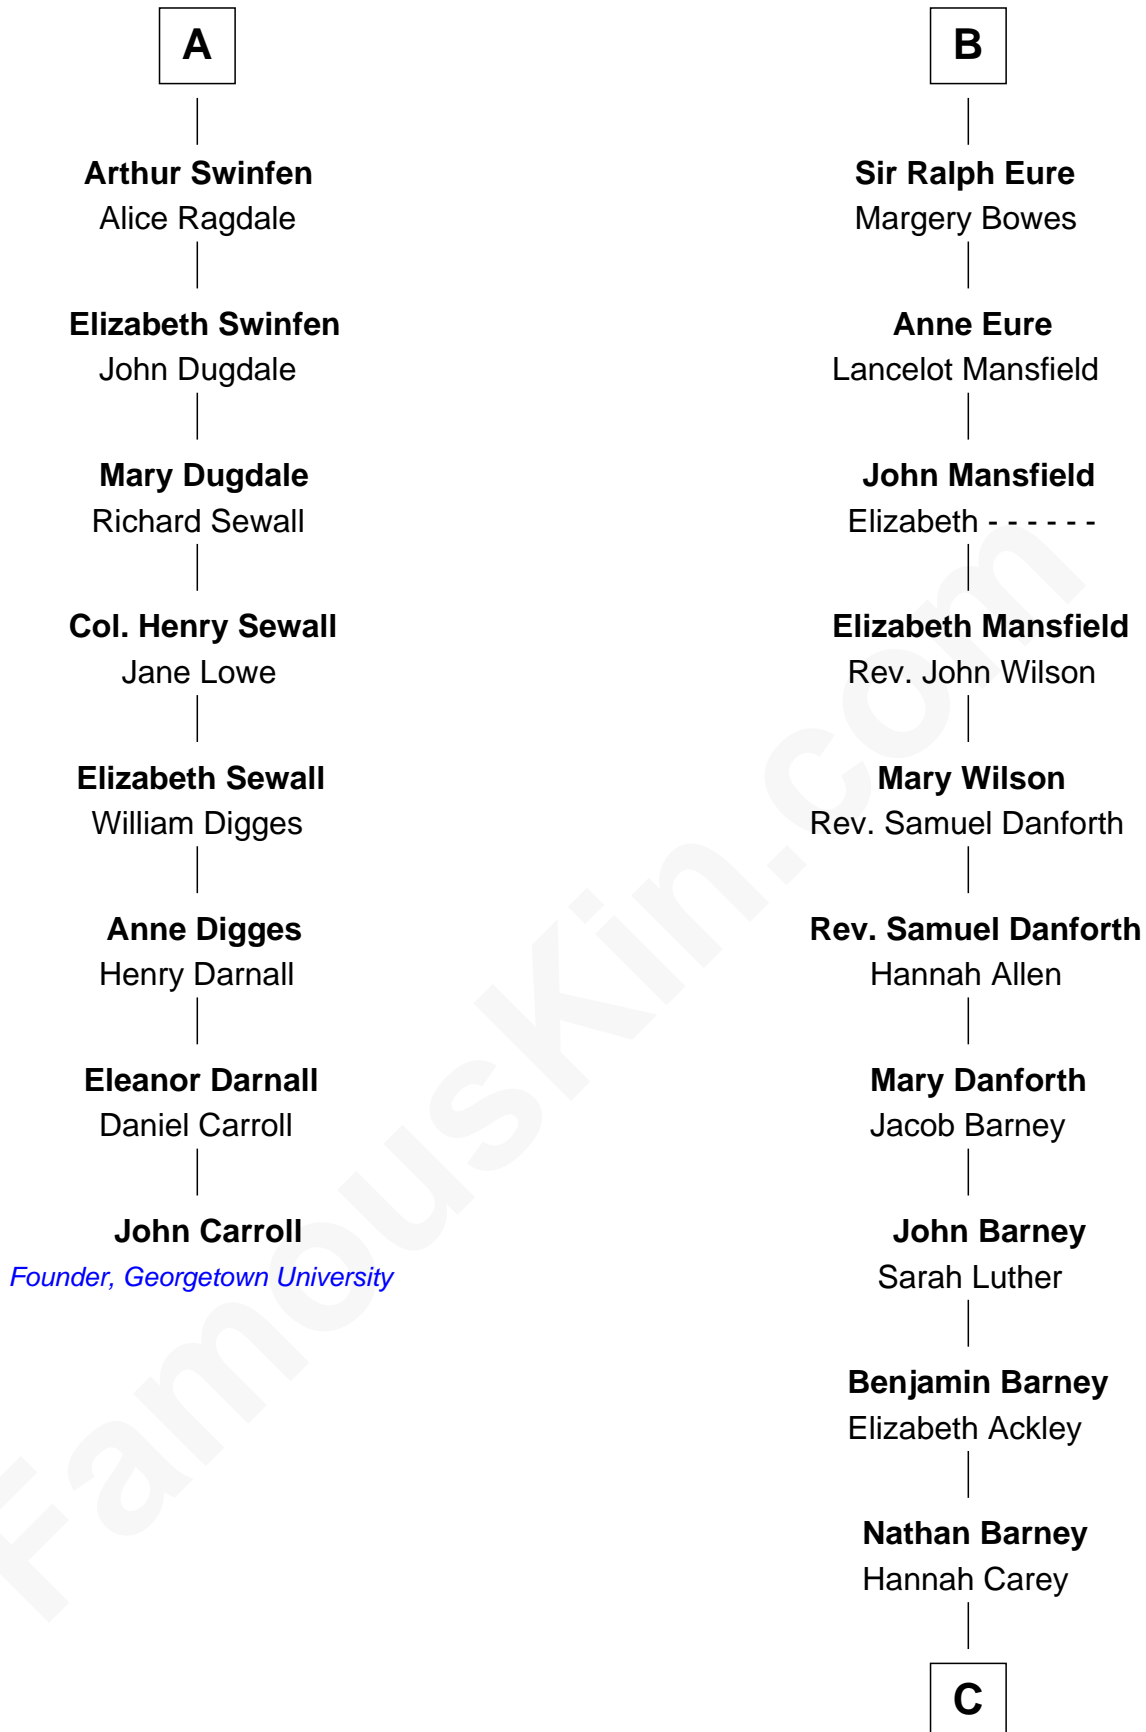 A
Arthur Swinfen
Alice Ragdale
Elizabeth Swinfen
John Dugdale
Mary Dugdale
Richard Sewall
Col. Henry Sewall
Jane Lowe
Elizabeth Sewall
William Digges
Anne Digges
Henry Darnall
Eleanor Darnall
Daniel Carroll
John Carroll
Founder, Georgetown University
B
Sir Ralph Eure
Margery Bowes
Anne Eure
Lancelot Mansfield
John Mansfield
Elizabeth - - - - - -
Elizabeth Mansfield
Rev. John Wilson
Mary Wilson
Rev. Samuel Danforth
Rev. Samuel Danforth
Hannah Allen
Mary Danforth
Jacob Barney
John Barney
Sarah Luther
Benjamin Barney
Elizabeth Ackley
Nathan Barney
Hannah Carey
C
FamousKin.com